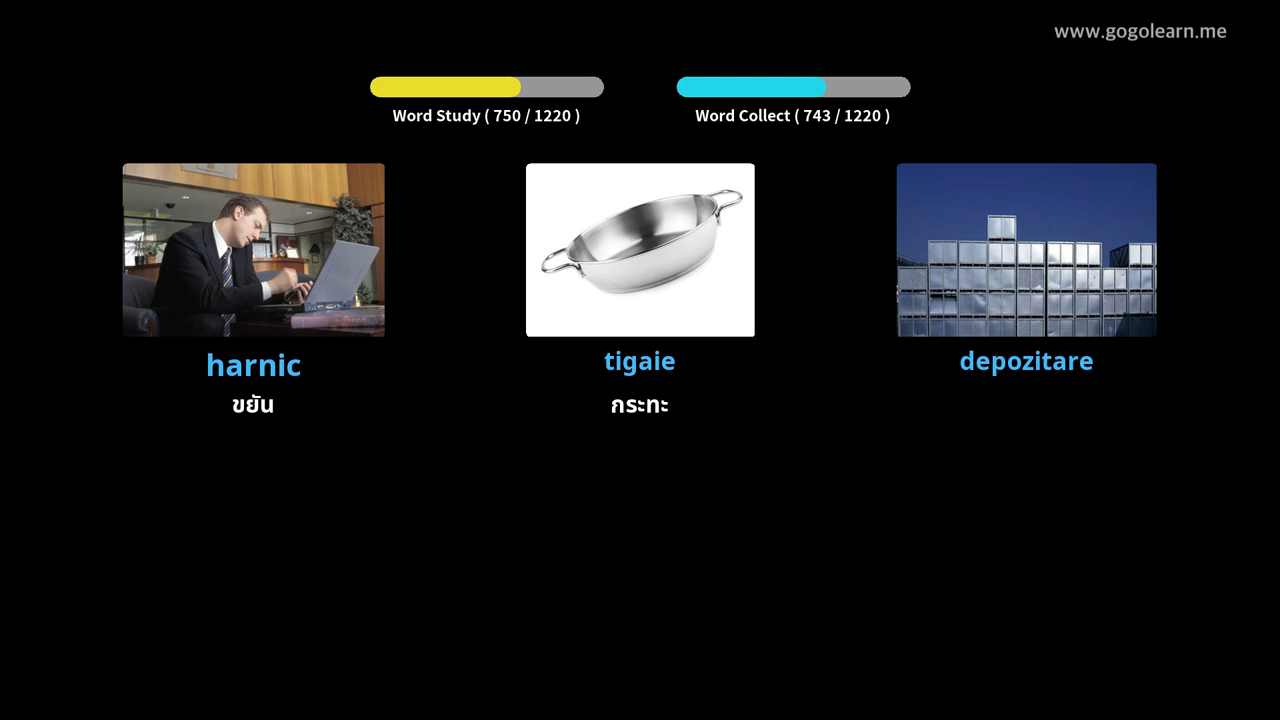 www.gogolearn.me
Word Study ( 750 / 1220 )
Word Collect ( 743 / 1220 )
harnic
ขยัน
tigaie
กระทะ
depozitare